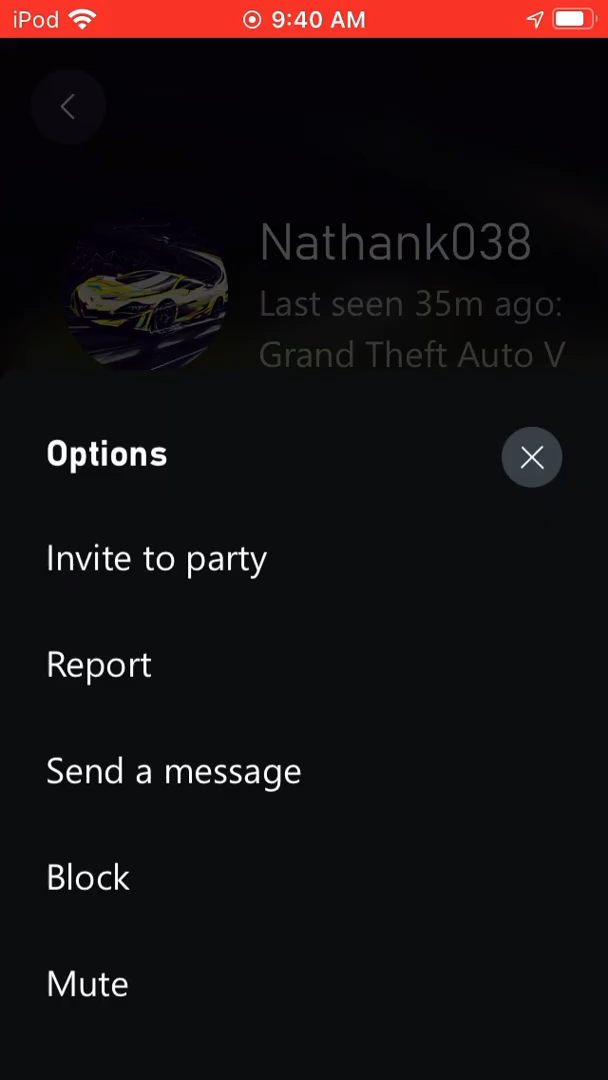 iPod 9:40 AM
Nathank038
Last seen 35m ago:
Grand Theft Auto V
Options
Invite to party
Report
Send a message
Block
Mute